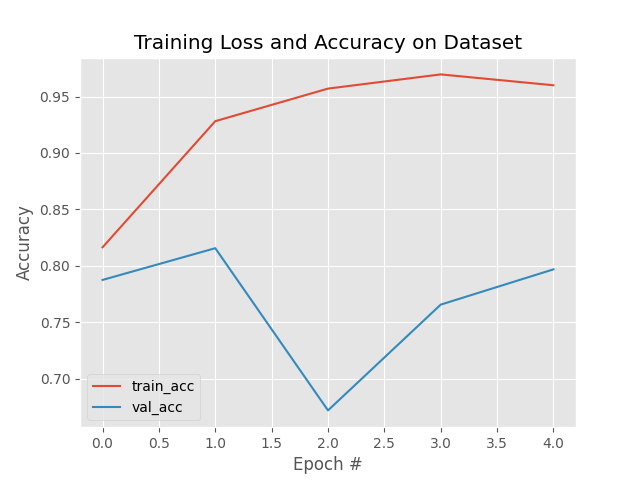 Training Loss and Accuracy on Dataset
Accuracy
0.95
0.90
0.85
0.80
0.75
0.70
train_acc
val_acc
0.0 0.5 1.0 1.5 2.0 2.5 3.0 3.5 4.0
Epoch #